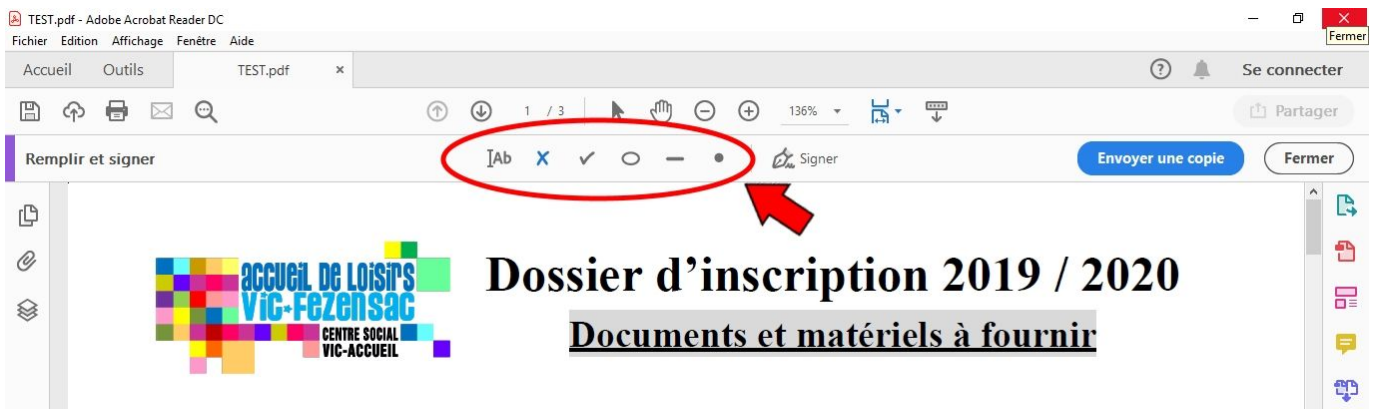 TEST.pdf - Adobe Acrobat Reader DC
Fichier Edition Affichage Fenêtre Aide
Fermer
Accueil Outils TEST.pdf × Se connecter
1 / 3 136% Partager
Remplir et signer IAb Signer Envoyer une copie Fermer
ACCUEIL DE LOISIRS
VIC-FEZENSAC
CENTRE SOCIAL
VIC-ACCUEIL
Dossier d’inscription 2019 / 2020
Documents et matériels à fournir